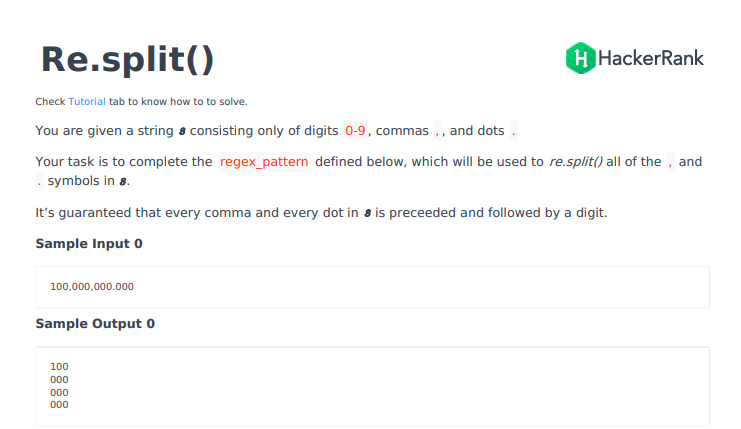 Re.split()
HackerRank
Check Tutorial tab to know how to to solve.
You are given a string s consisting only of digits 0-9, commas ,, and dots .
Your task is to complete the regex_pattern defined below, which will be used to re.split() all of the , and
. symbols in s.
It's guaranteed that every comma and every dot in s is preceeded and followed by a digit.
Sample Input 0
100,000,000.000
Sample Output 0
100
000
000
000